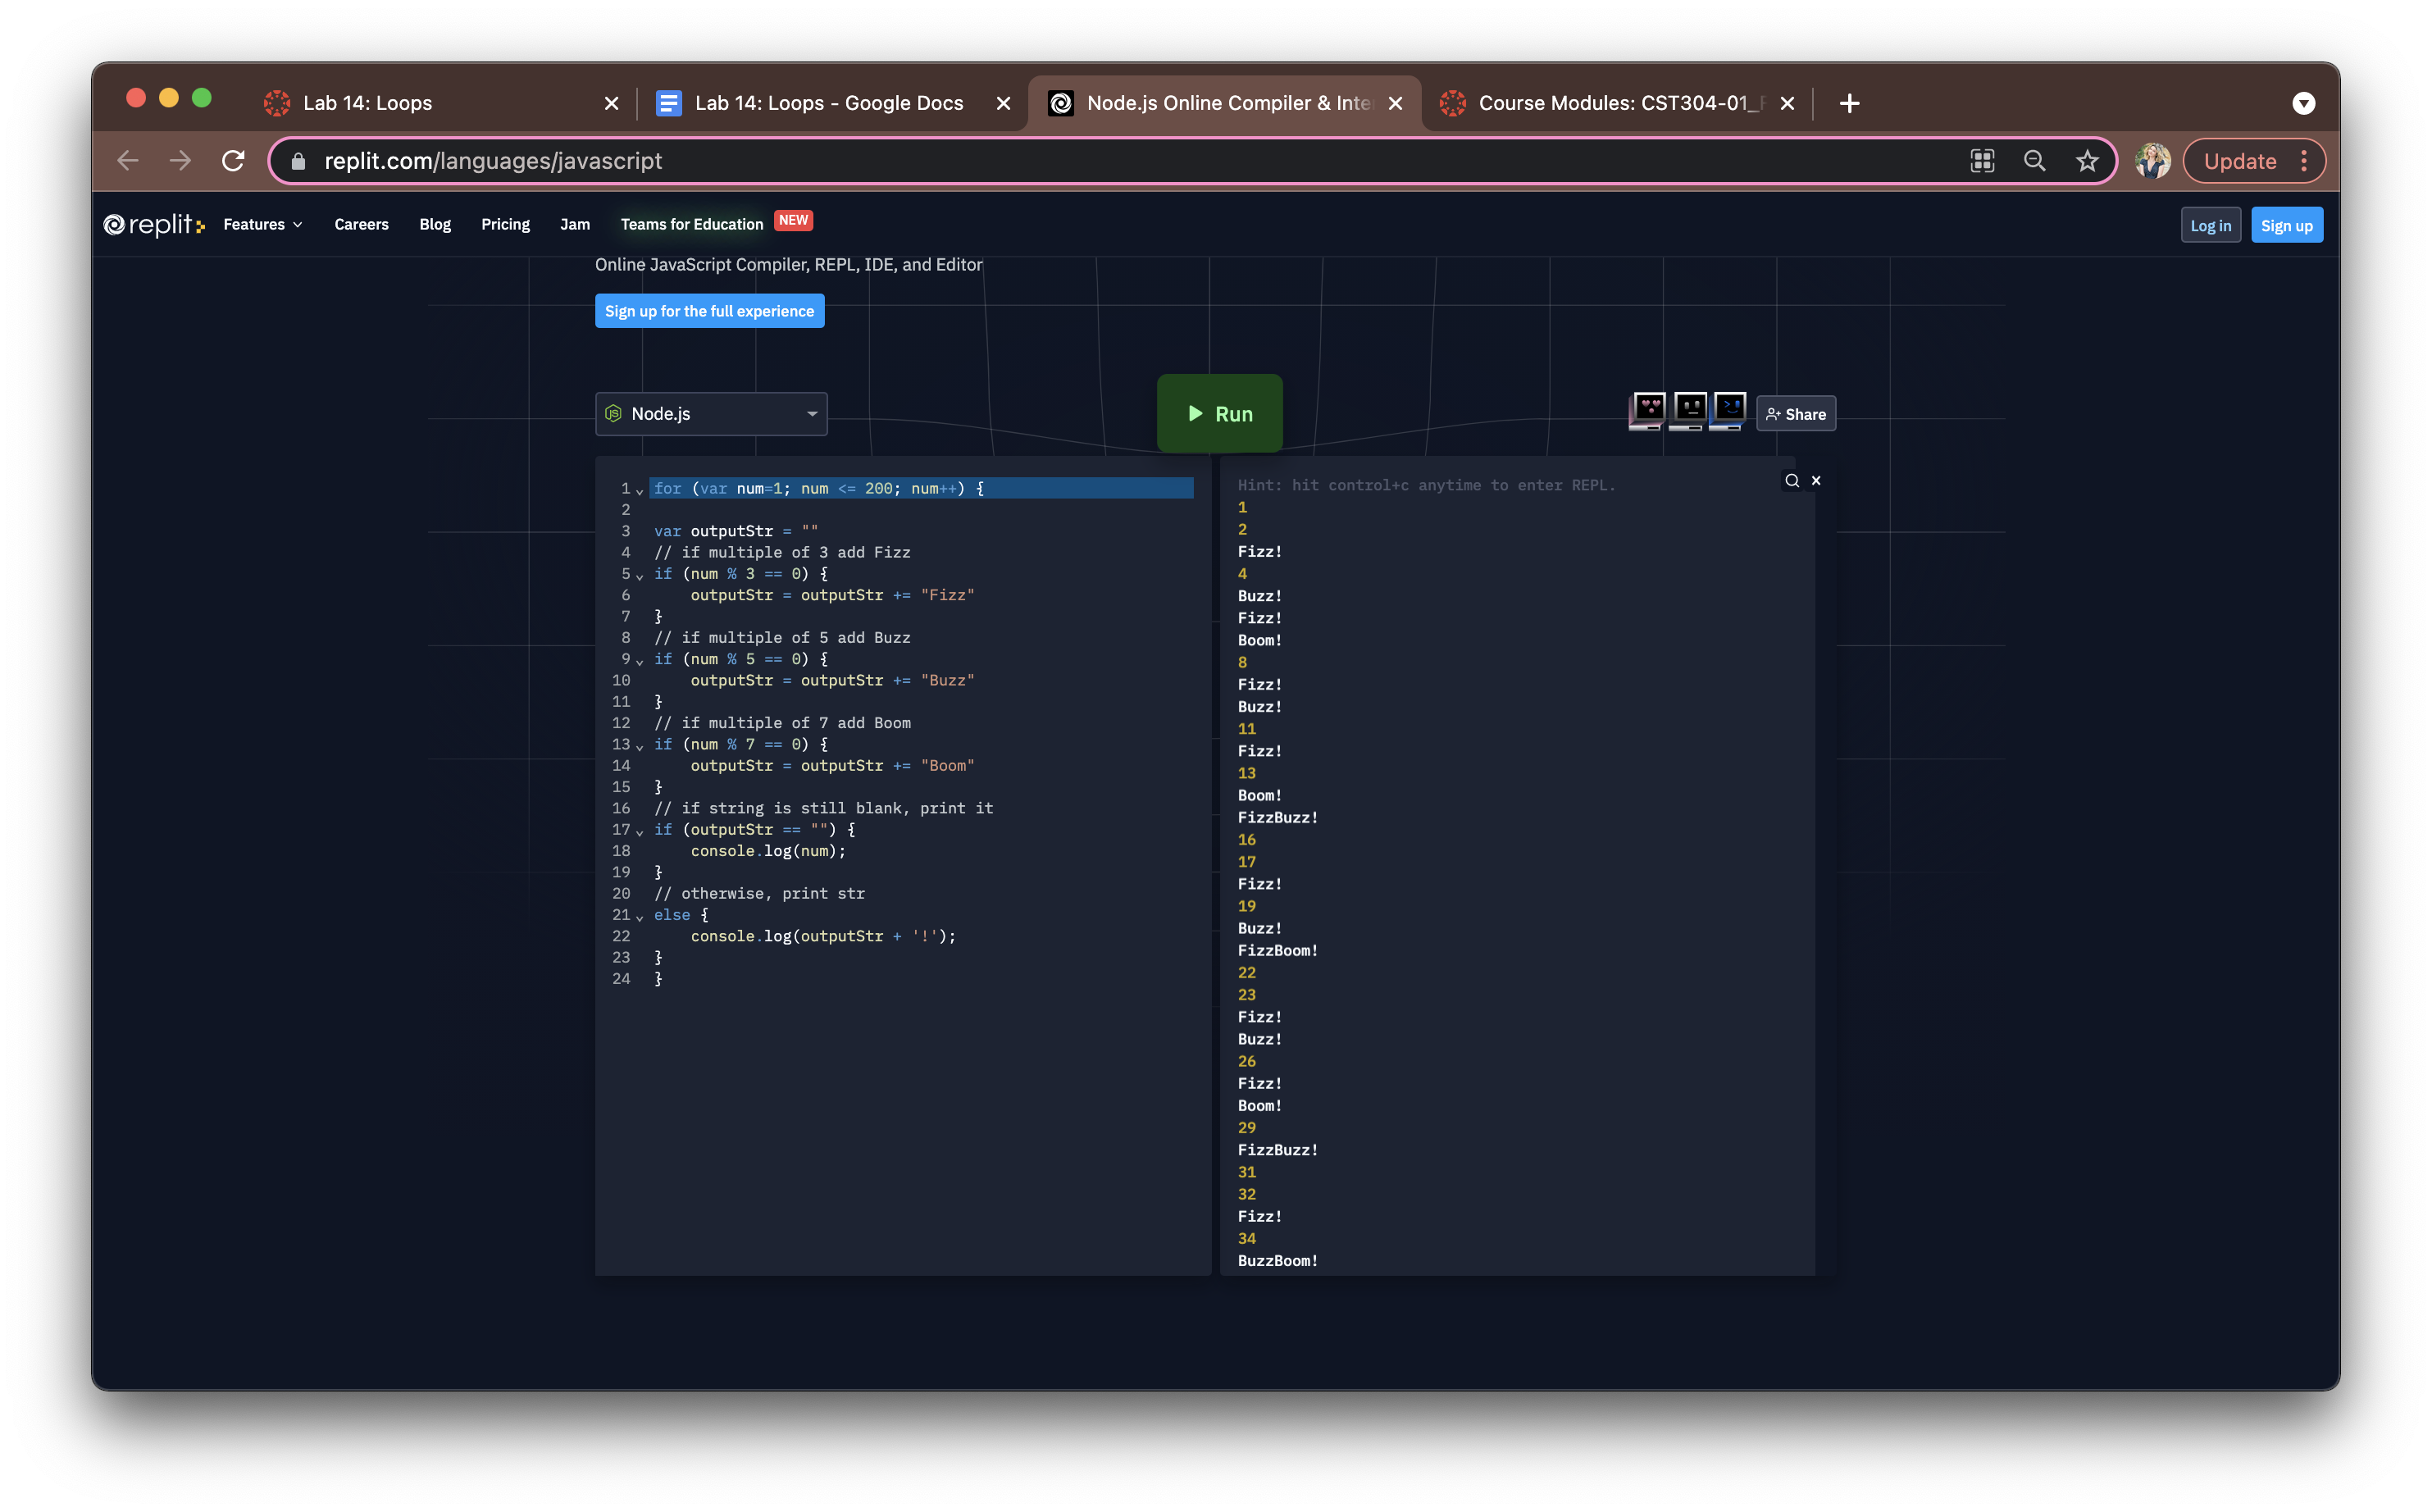 Lab 14: Loops
Lab 14: Loops - Google Docs
Node.js Online Compiler & Inte
Course Modules: CST304-01_F
replit.com/languages/javascript
Update
replit
Features
Careers
Blog
Pricing
Jam
Teams for Education
NEW
Log in
Sign up
Online JavaScript Compiler, REPL, IDE, and Editor
Sign up for the full experience
JS Node.js
Run
Share
1 for (var num=1; num <= 200; num++) {
2
3 var outputStr = ""
4 // if multiple of 3 add Fizz
5 if (num % 3 == 0) {
6 outputStr = outputStr += "Fizz"
7 }
8 // if multiple of 5 add Buzz
9 if (num % 5 == 0) {
10 outputStr = outputStr += "Buzz"
11 }
12 // if multiple of 7 add Boom
13 if (num % 7 == 0) {
14 outputStr = outputStr += "Boom"
15 }
16 // if string is still blank, print it
17 if (outputStr == "") {
18 console.log(num);
19 }
20 // otherwise, print str
21 else {
22 console.log(outputStr + '!');
23 }
24 }
Hint: hit control+c anytime to enter REPL.
1
2
Fizz!
4
Buzz!
Fizz!
Boom!
8
Fizz!
Buzz!
11
Fizz!
13
Boom!
FizzBuzz!
16
17
Fizz!
19
Buzz!
FizzBoom!
22
23
Fizz!
Buzz!
26
Fizz!
Boom!
29
FizzBuzz!
31
32
Fizz!
34
BuzzBoom!